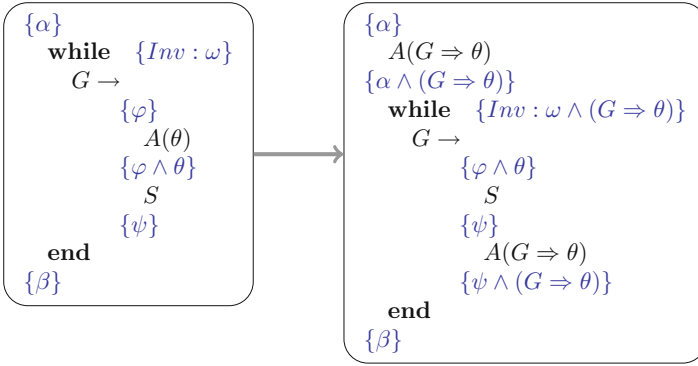 {α}
while {Inv : ω}
G →
{φ}
A(θ)
{φ ∧ θ}
S
{ψ}
end
{β}
{α}
A(G ⇒ θ)
{α ∧ (G ⇒ θ)}
while {Inv : ω ∧ (G ⇒ θ)}
G →
{φ ∧ θ}
S
{ψ}
A(G ⇒ θ)
{ψ ∧ (G ⇒ θ)}
end
{β}